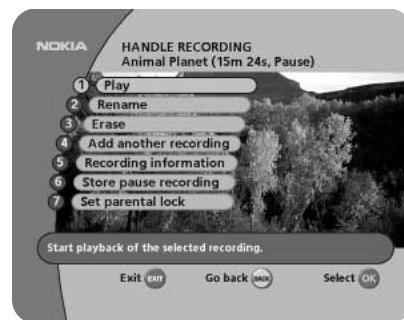 NOKIA
HANDLE RECORDING
Animal Planet (15m 24s, Pause)
1 Play
2 Rename
3 Erase
4 Add another recording
5 Recording information
6 Store pause recording
7 Set parental lock
Start playback of the selected recording.
Exit EXIT Go back BACK Select OK